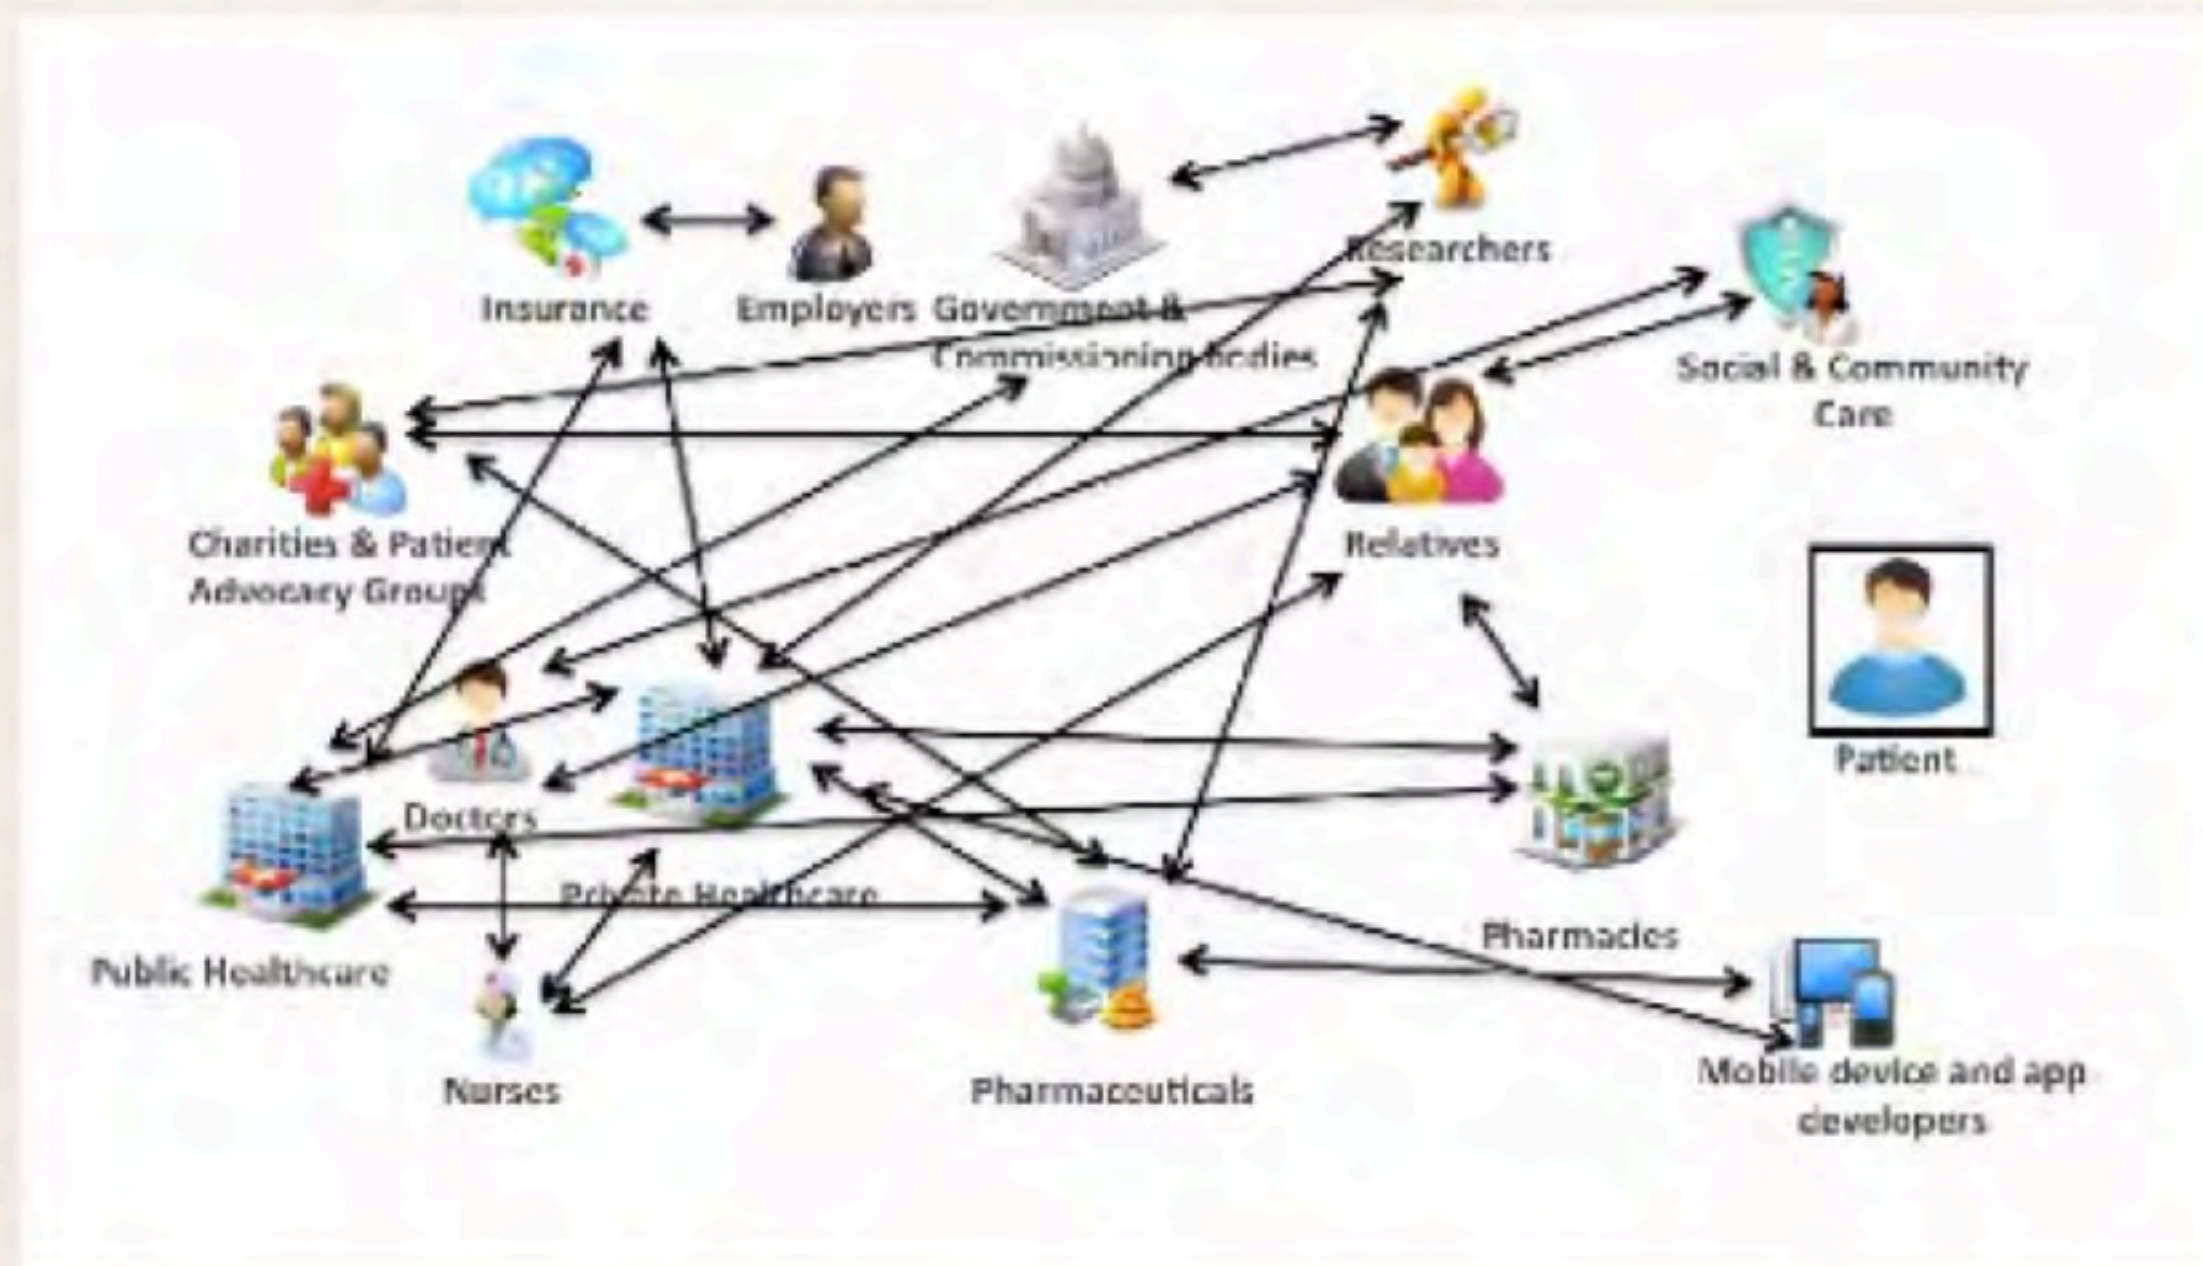 Researchers
Insurance
Employers
Government &
Commissioning bodies
Social & Community
Care
Charities & Patient
Advocacy Groups
Relatives
Patient
Doctors
Private Healthcare
Public Healthcare
Pharmacies
Nurses
Pharmaceuticals
Mobile device and app
developers